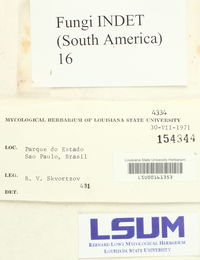 Fungi INDET
(South America)
16
4334
MYCOLOGICAL HERBARIUM OF LOUISIANA STATE UNIVERSITY
30-VII-1971
154344
LOC. Parque do Estado
Sao Paulo, Brasil
Louisiana State University Herbarium
LSU00141353
LEG. B. V. Skvortzov
DET. 491
LSUM
BERNARD LOWY MYCOLOGICAL HERBARIUM
LOUISIANA STATE UNIVERSITY